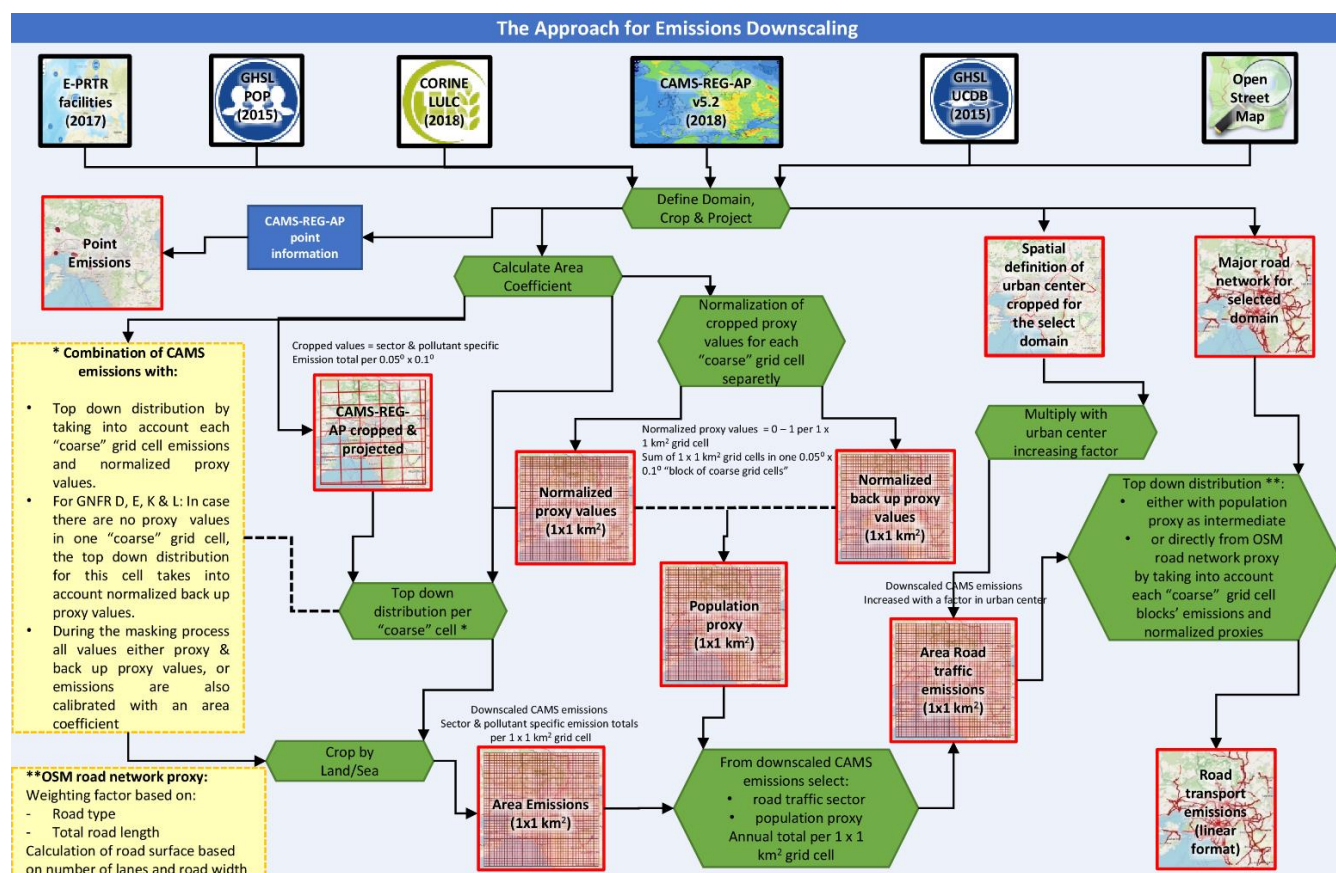 The Approach for Emissions Downscaling
E-PRTR
facilities
(2017)
GHSL
POP
(2015)
CORINE
LULC
(2018)
CAMS-REG-AP
v5.2
(2018)
GHSL
UCDB
(2015)
Open
Street
Map
Define Domain,
Crop & Project
Point
Emissions
CAMS-REG-AP
point
information
Calculate Area
Coefficient
Normalization of
cropped proxy
values for each
“coarse” grid cell
separetly
Spatial
definition of
urban center
cropped for
the select
domain
Major road
network for
selected
domain
* Combination of CAMS
emissions with:
• Top down distribution by
taking into account each
“coarse” grid cell emissions
and normalized proxy
values.
• For GNFR D, E, K & L: In case
there are no proxy values
in one “coarse” grid cell,
the top down distribution
for this cell takes into
account normalized back up
proxy values.
• During the masking process
all values either proxy &
back up proxy values, or
emissions are also
calibrated with an area
coefficient
Cropped values = sector & pollutant specific
Emission total per 0.05⁰ x 0.1⁰
CAMS-REG-
AP cropped &
projected
Normalized proxy values = 0 – 1 per 1 x
1 km² grid cell
Sum of 1 x 1 km² grid cells in one 0.05⁰ x
0.1⁰ “block of coarse grid cells”
Normalized
proxy values
(1x1 km²)
Normalized
back up proxy
values
(1x1 km²)
Multiply with
urban center
increasing factor
Top down distribution **:
• either with population
proxy as intermediate
• or directly from OSM
road network proxy
by taking into account
each “coarse” grid cell
blocks’ emissions and
normalized proxies
Top down
distribution per
“coarse” cell *
Population
proxy
(1x1 km²)
Downscaled CAMS emissions
Increased with a factor in urban center
Area Road
traffic
emissions
(1x1 km²)
Downscaled CAMS emissions
Sector & pollutant specific emission totals
per 1 x 1 km² grid cell
Crop by
Land/Sea
Area Emissions
(1x1 km²)
From downscaled CAMS
emissions select:
• road traffic sector
• population proxy
Annual total per 1 x 1
km² grid cell
Road
transport
emissions
(linear
format)
**OSM road network proxy:
Weighting factor based on:
- Road type
- Total road length
Calculation of road surface based
on number of lanes and road width